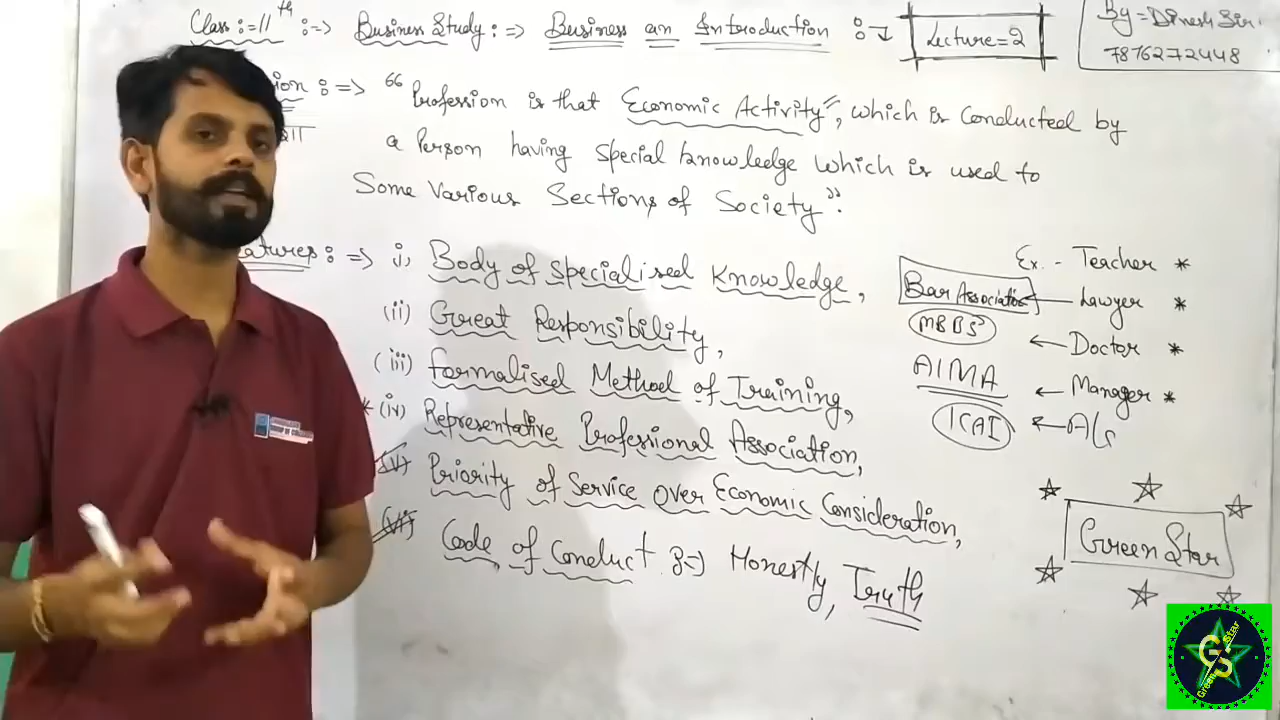 Class :=11th :=> Business Study :=> Business an Introduction :↴
Lecture=2
By=Dinesh Sir.
7876272448
ion :=> "Profession is that Economic Activity", which is Conducted by
a Person having special knowledge which is used to
Some Various Sections of Society".
eatures :=> i, Body of specialised Knowledge,
(ii) Great Responsibility,
(iii) formalised Method of Training,
*(iv) Representative Professional Association,
(v) Priority of Service Over Economic Consideration,
(vi) Code of Conduct :-) Honestly, Truth
Ex. - Teacher *
Bar Association ← Lawyer *
MBBS ← Doctor *
AIMA ← Manager *
ICAI ← A/s
Green Star
Green Star
GS